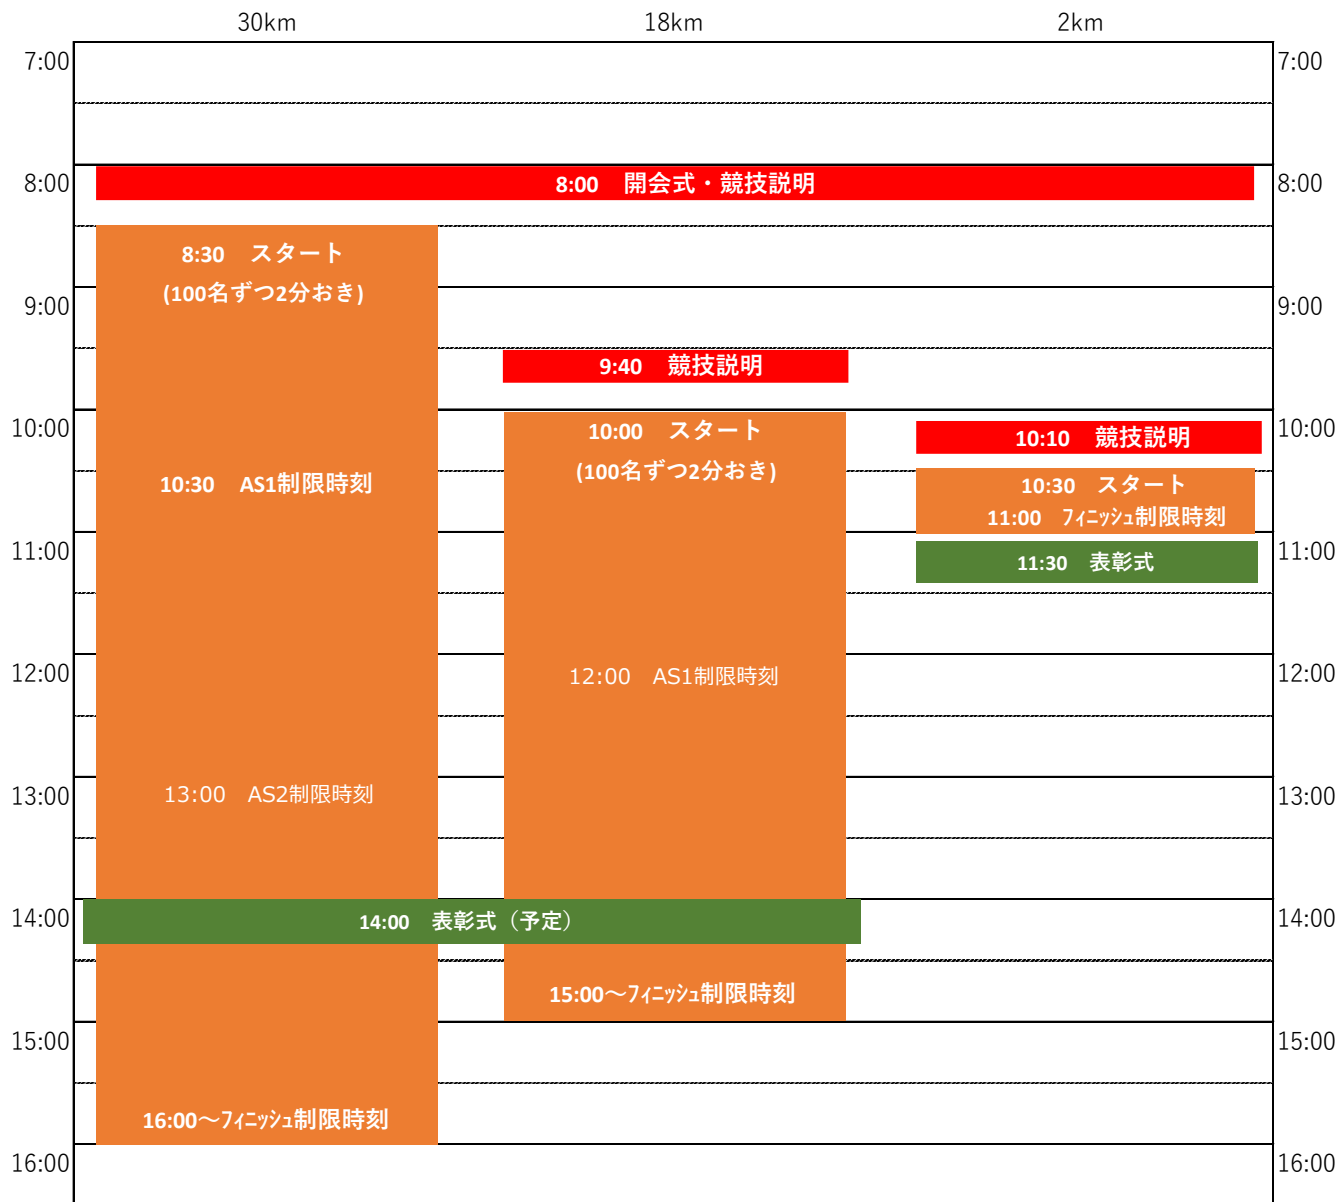 30km 18km 2km
7:00 7:00
8:00 8:00　開会式・競技説明 8:00
8:30　スタート
(100名ずつ2分おき)
9:00 9:00
9:40　競技説明
10:00 10:00　スタート 10:00
10:10　競技説明
(100名ずつ2分おき)
10:30　AS1制限時刻 10:30　スタート
11:00　ﾌｨﾆｯｼｭ制限時刻
11:00 11:00
11:30　表彰式
12:00 12:00　AS1制限時刻 12:00
13:00 13:00　AS2制限時刻 13:00
14:00 14:00　表彰式（予定） 14:00
15:00～ﾌｨﾆｯｼｭ制限時刻
15:00 15:00
16:00～ﾌｨﾆｯｼｭ制限時刻
16:00 16:00